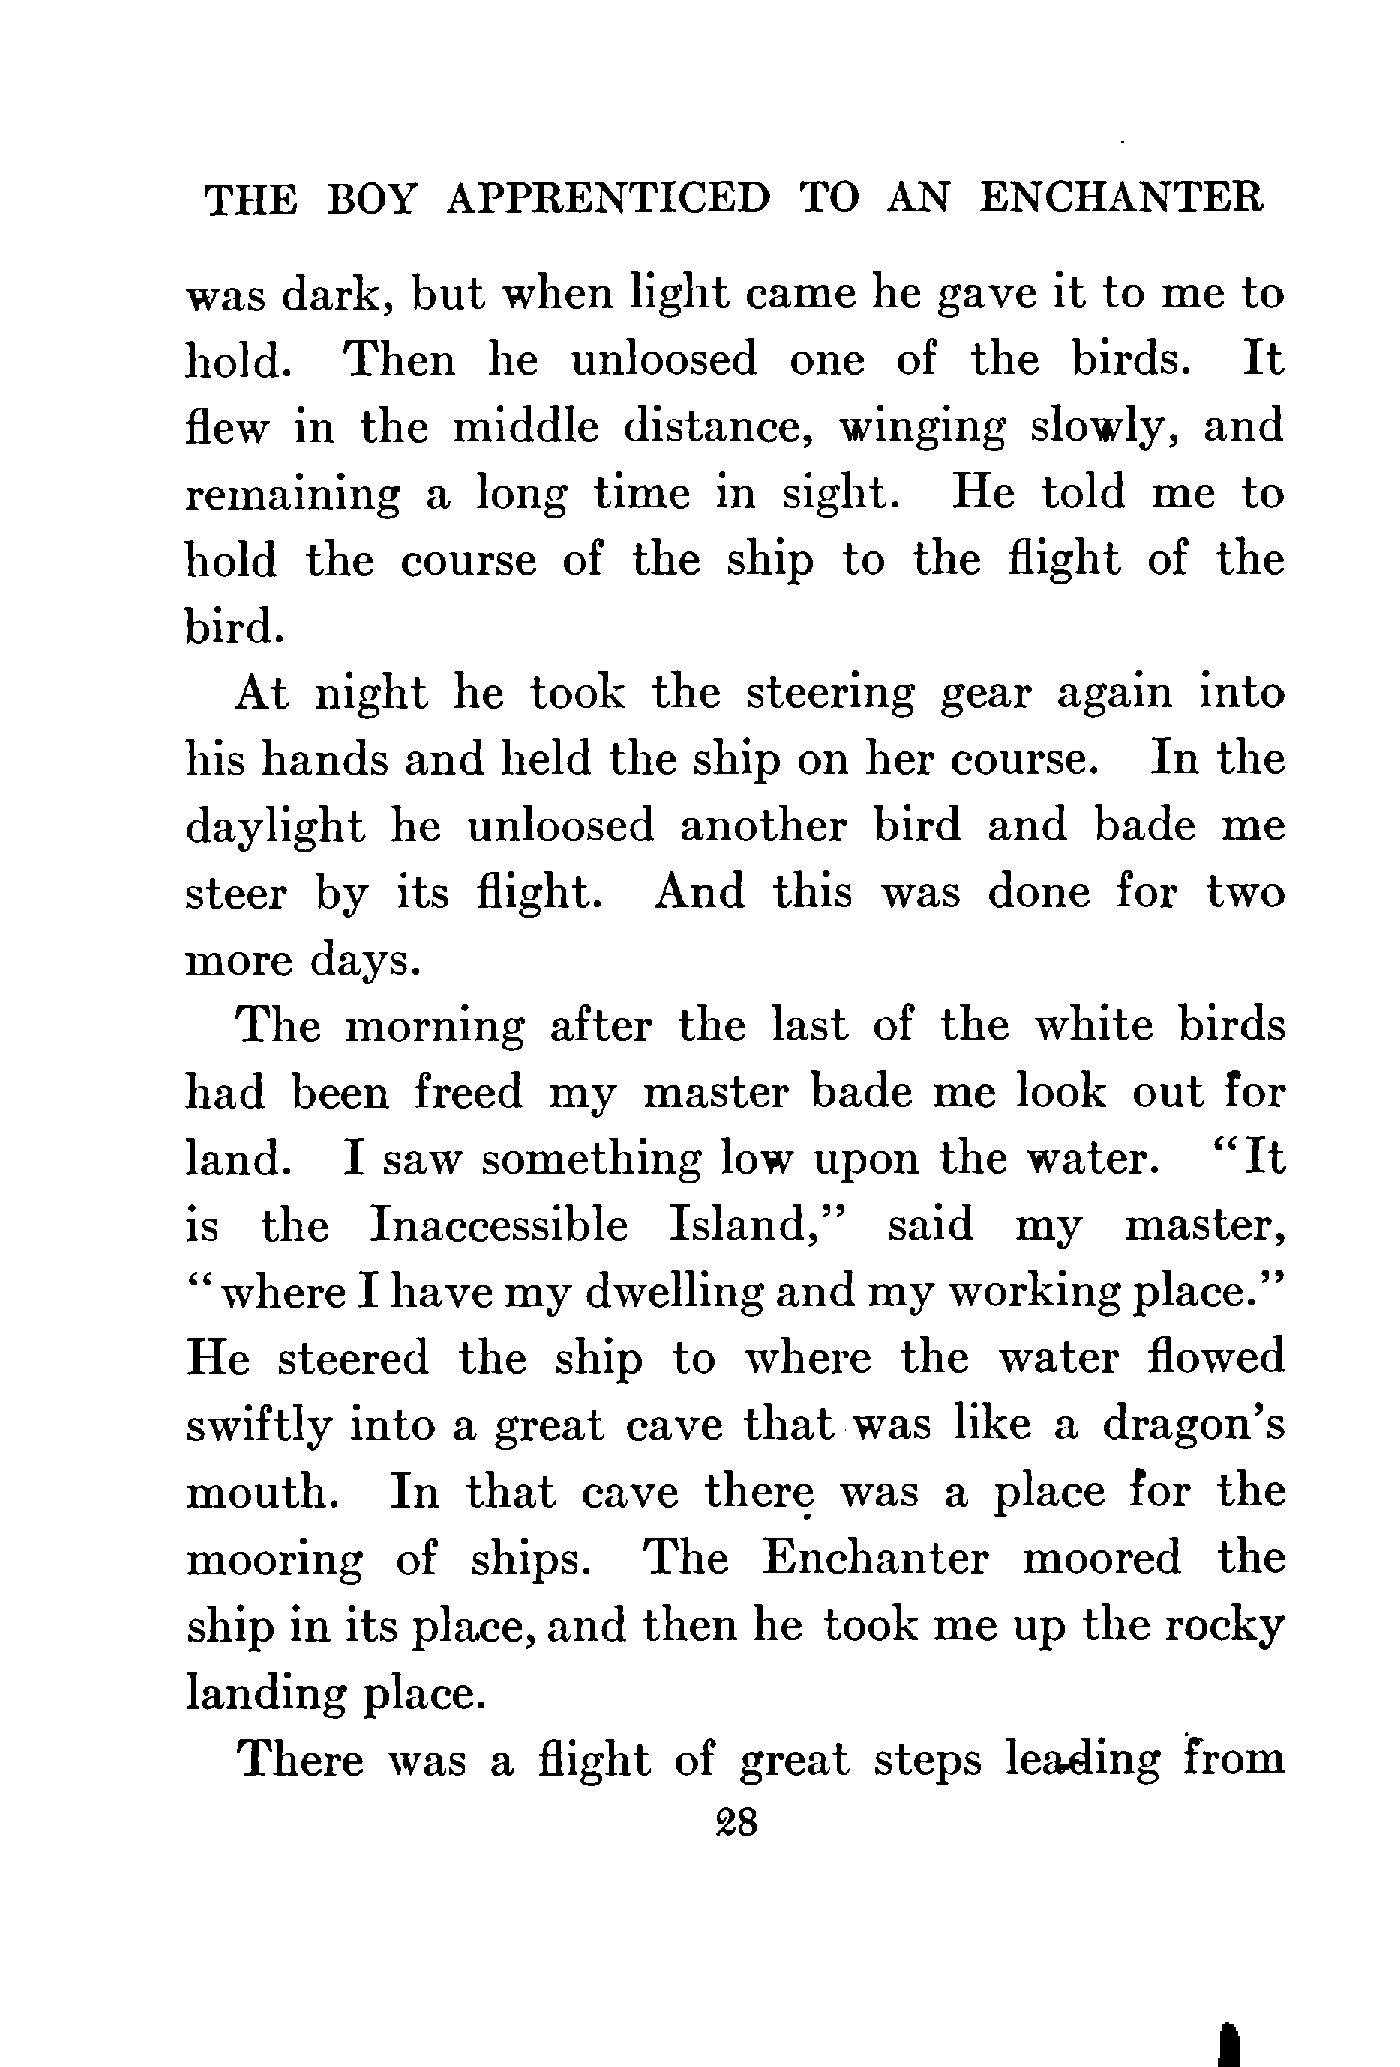 THE BOY APPRENTICED TO AN ENCHANTER
was dark, but when light came he gave it to me to
hold. Then he unloosed one of the birds. It
flew in the middle distance, winging slowly, and
remaining a long time in sight. He told me to
hold the course of the ship to the flight of the
bird.
At night he took the steering gear again into
his hands and held the ship on her course. In the
daylight he unloosed another bird and bade me
steer by its flight. And this was done for two
more days.
The morning after the last of the white birds
had been freed my master bade me look out for
land. I saw something low upon the water. “It
is the Inaccessible Island,” said my master,
“where I have my dwelling and my working place.”
He steered the ship to where the water flowed
swiftly into a great cave that was like a dragon’s
mouth. In that cave there was a place for the
mooring of ships. The Enchanter moored the
ship in its place, and then he took me up the rocky
landing place.
There was a flight of great steps leading from
28